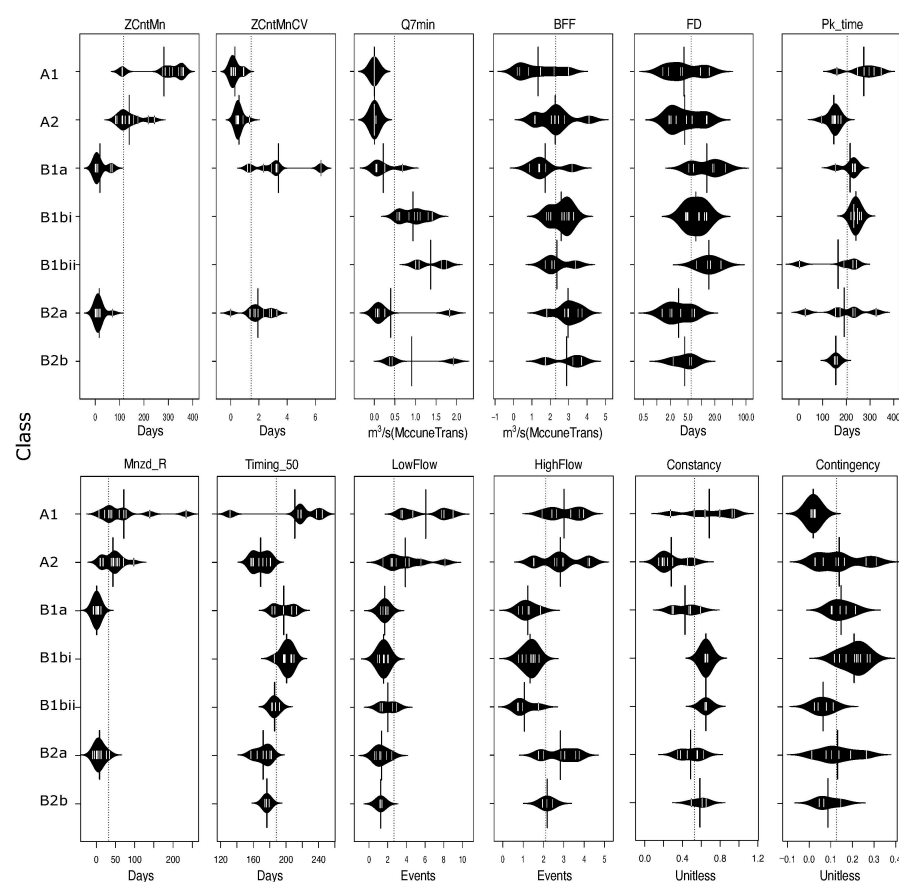 ZCntMn ZCntMnCV Q7min BFF FD Pk_time
A1
A2
B1a
B1bi
B1bii
B2a
B2b
0 100 200 300 400 0 2 4 6 0.0 0.5 1.0 1.5 2.0 −1 0 1 2 3 4 5 0.5 2.0 5.0 20.0 100.0 0 100 200 300 400
Days Days m³/s(MccuneTrans) m³/s(MccuneTrans) Days Days
Class
Mnzd_R Timing_50 LowFlow HighFlow Constancy Contingency
A1
A2
B1a
B1bi
B1bii
B2a
B2b
0 50 100 200 120 160 200 240 0 2 4 6 8 10 0 1 2 3 4 5 0.0 0.4 0.8 1.2 −0.1 0.0 0.1 0.2 0.3 0.4
Days Days Events Events Unitless Unitless